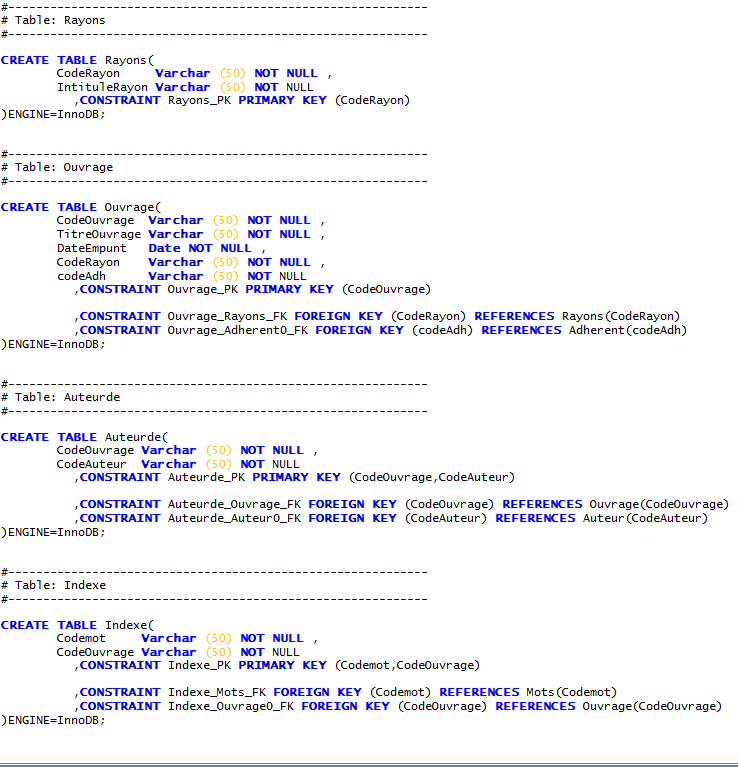 #------------------------------------------------------------
# Table: Rayons
#------------------------------------------------------------
CREATE TABLE Rayons(
CodeRayon Varchar (50) NOT NULL ,
IntituleRayon Varchar (50) NOT NULL
,CONSTRAINT Rayons_PK PRIMARY KEY (CodeRayon)
)ENGINE=InnoDB;
#------------------------------------------------------------
# Table: Ouvrage
#------------------------------------------------------------
CREATE TABLE Ouvrage(
CodeOuvrage Varchar (50) NOT NULL ,
TitreOuvrage Varchar (50) NOT NULL ,
DateEmpunt Date NOT NULL ,
CodeRayon Varchar (50) NOT NULL ,
codeAdh Varchar (50) NOT NULL
,CONSTRAINT Ouvrage_PK PRIMARY KEY (CodeOuvrage)
,CONSTRAINT Ouvrage_Rayons_FK FOREIGN KEY (CodeRayon) REFERENCES Rayons(CodeRayon)
,CONSTRAINT Ouvrage_Adherent0_FK FOREIGN KEY (codeAdh) REFERENCES Adherent(codeAdh)
)ENGINE=InnoDB;
#------------------------------------------------------------
# Table: Auteurde
#------------------------------------------------------------
CREATE TABLE Auteurde(
CodeOuvrage Varchar (50) NOT NULL ,
CodeAuteur Varchar (50) NOT NULL
,CONSTRAINT Auteurde_PK PRIMARY KEY (CodeOuvrage,CodeAuteur)
,CONSTRAINT Auteurde_Ouvrage_FK FOREIGN KEY (CodeOuvrage) REFERENCES Ouvrage(CodeOuvrage)
,CONSTRAINT Auteurde_Auteur0_FK FOREIGN KEY (CodeAuteur) REFERENCES Auteur(CodeAuteur)
)ENGINE=InnoDB;
#------------------------------------------------------------
# Table: Indexe
#------------------------------------------------------------
CREATE TABLE Indexe(
Codemot Varchar (50) NOT NULL ,
CodeOuvrage Varchar (50) NOT NULL
,CONSTRAINT Indexe_PK PRIMARY KEY (Codemot,CodeOuvrage)
,CONSTRAINT Indexe_Mots_FK FOREIGN KEY (Codemot) REFERENCES Mots(Codemot)
,CONSTRAINT Indexe_Ouvrage0_FK FOREIGN KEY (CodeOuvrage) REFERENCES Ouvrage(CodeOuvrage)
)ENGINE=InnoDB;